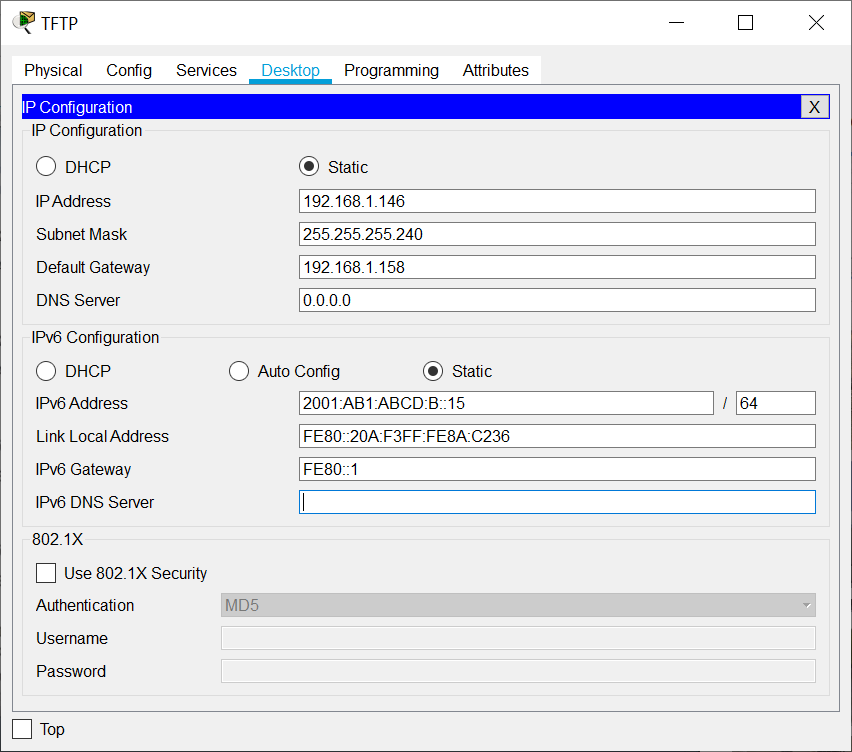 TFTP
Physical Config Services Desktop Programming Attributes
IP Configuration X
IP Configuration
DHCP Static
IP Address 192.168.1.146
Subnet Mask 255.255.255.240
Default Gateway 192.168.1.158
DNS Server 0.0.0.0
IPv6 Configuration
DHCP Auto Config Static
IPv6 Address 2001:AB1:ABCD:B::15 / 64
Link Local Address FE80::20A:F3FF:FE8A:C236
IPv6 Gateway FE80::1
IPv6 DNS Server
802.1X
Use 802.1X Security
Authentication MD5
Username
Password
Top